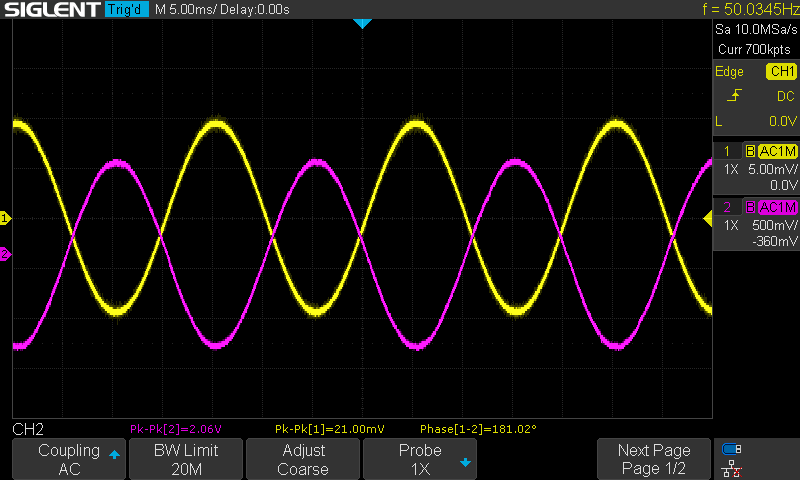 SIGLENT Trig'd M 5.00ms/ Delay:0.00s f = 50.0345Hz
Sa 10.0MSa/s
Curr 700kpts
Edge CH1
DC
L 0.0V
1 B AC1M
1X 5.00mV/
0.0V
2 B AC1M
1X 500mV/
-360mV
1
2
CH2 Pk-Pk[2]=2.06V Pk-Pk[1]=21.00mV Phase[1-2]=181.02°
Coupling
AC
BW Limit
20M
Adjust
Coarse
Probe
1X
Next Page
Page 1/2